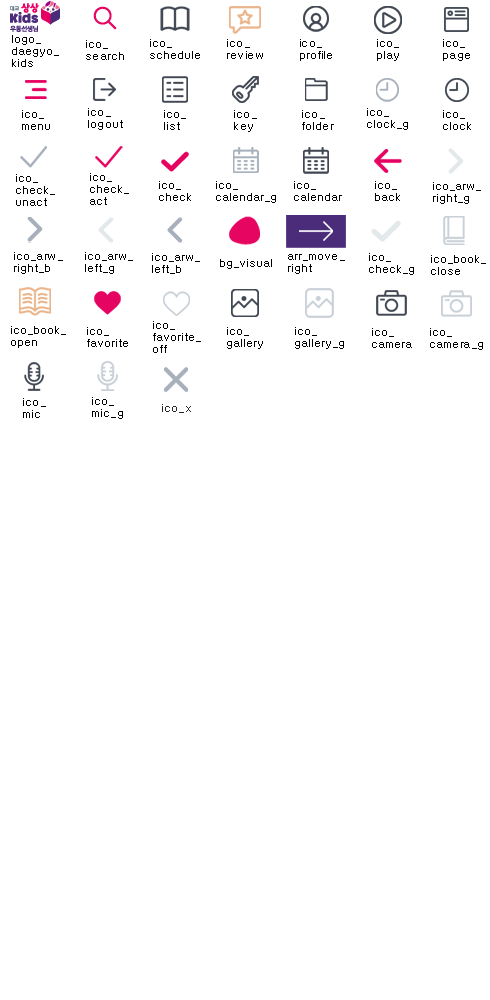 대교 상상
Kids
우동선생님
logo_
daegyo_
kids
ico_
search
ico_
schedule
ico_
review
ico_
profile
ico_
play
ico_
page
ico_
menu
ico_
logout
ico_
list
ico_
key
ico_
folder
ico_
clock_g
ico_
clock
ico_
check_
unact
ico_
check_
act
ico_
check
ico_
calendar_g
ico_
calendar
ico_
back
ico_arw_
right_g
ico_arw_
right_b
ico_arw_
left_g
ico_arw_
left_b
bg_visual
arr_move_
right
ico_
check_g
ico_book_
close
ico_book_
open
ico_
favorite
ico_
favorite_
off
ico_
gallery
ico_
gallery_g
ico_
camera
ico_
camera_g
ico_
mic
ico_
mic_g
ico_x